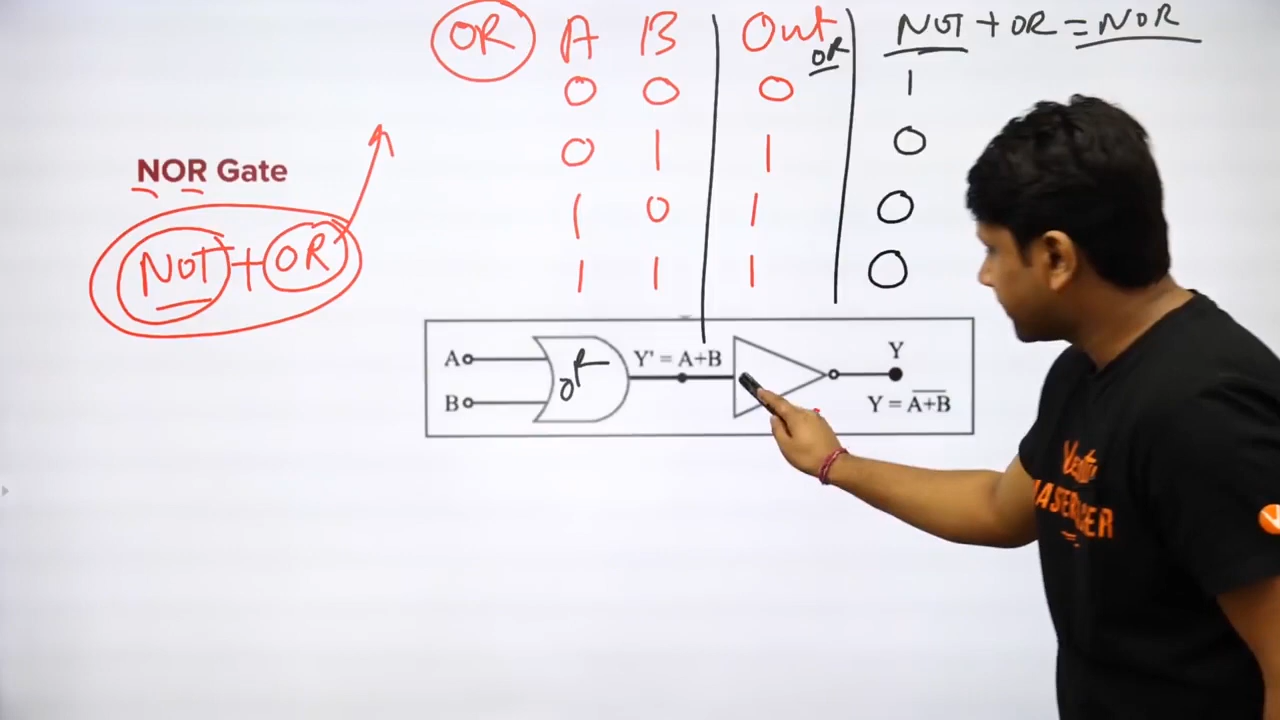 OR A B Out OR NOT + OR = NOR
0 0 0 1
0 1 1 0
1 0 1 0
1 1 1 0
NOR Gate
NOT + OR
A
B
OR
Y' = A+B
Y
Y = A̅+̅B̅